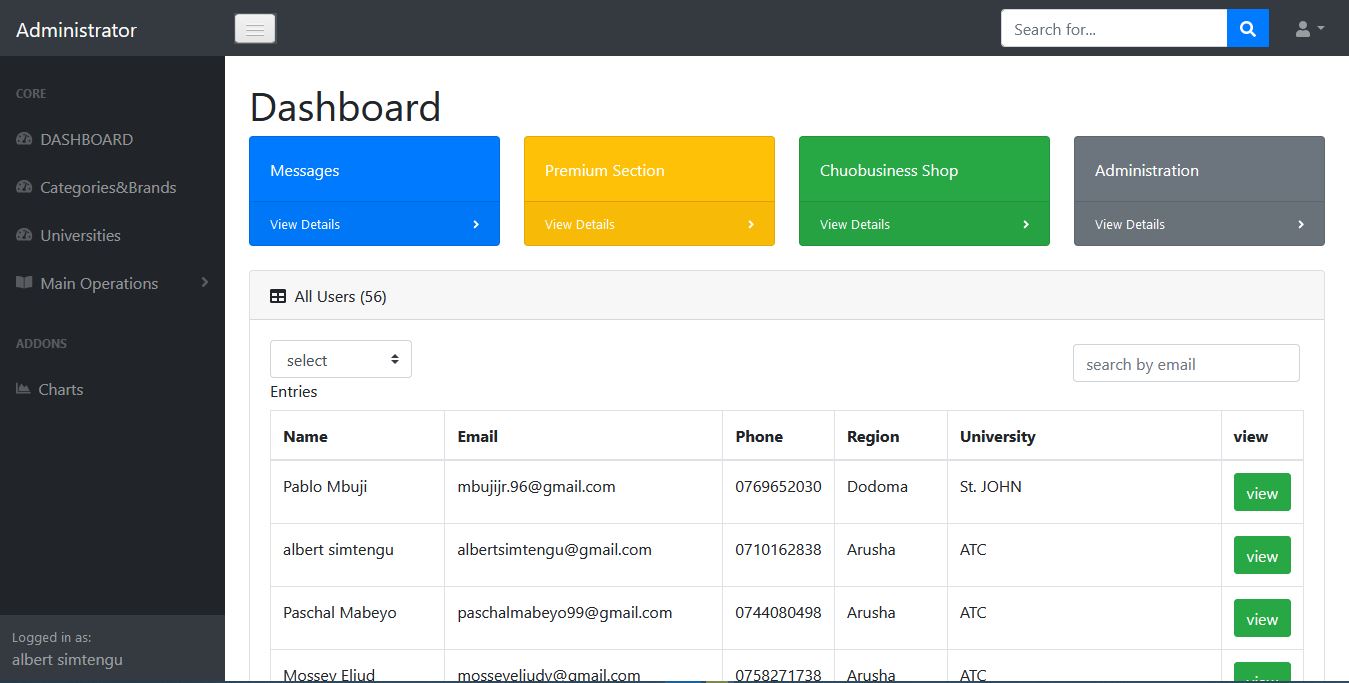 Administrator
Search for...
CORE
DASHBOARD
Categories&Brands
Universities
Main Operations
ADDONS
Charts
Logged in as:
albert simtengu
Dashboard
Messages
View Details
Premium Section
View Details
Chuobusiness Shop
View Details
Administration
View Details
All Users (56)
select
Entries
search by email
Name Email Phone Region University view
Pablo Mbuji mbujijr.96@gmail.com 0769652030 Dodoma St. JOHN view
albert simtengu albertsimtengu@gmail.com 0710162838 Arusha ATC view
Paschal Mabeyo paschalmabeyo99@gmail.com 0744080498 Arusha ATC view
Mossey Eliud mosseyeliudy@gmail.com 0758271738 Arusha ATC view